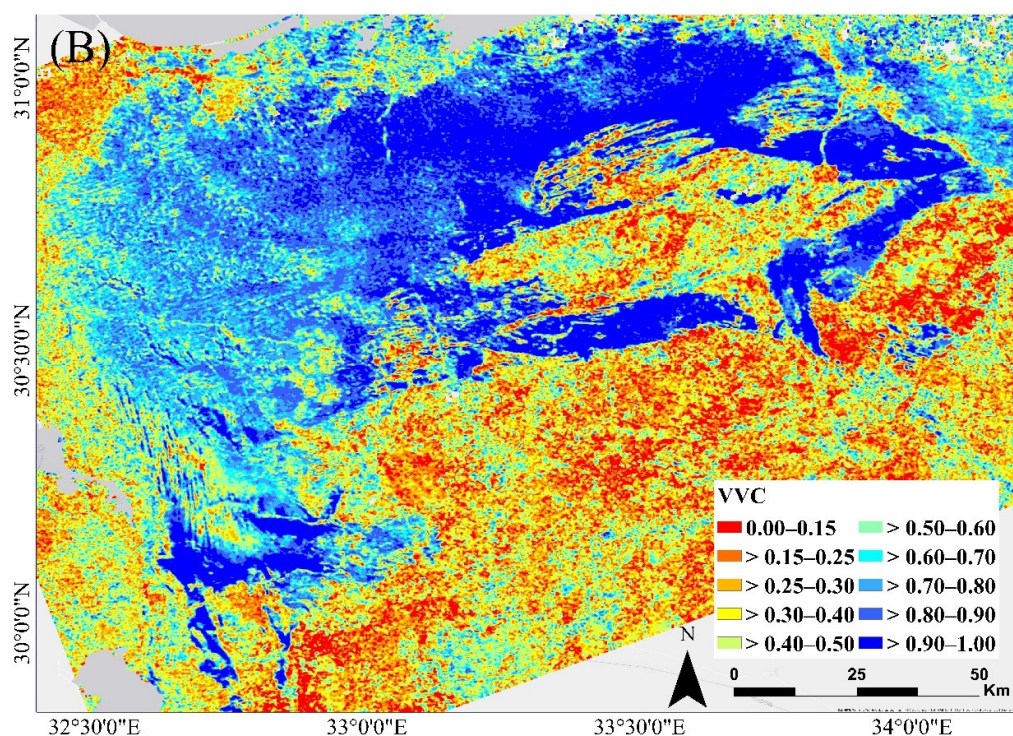 (B)
31°0'0"N
30°30'0"N
30°0'0"N
VVC
0.00–0.15
> 0.15–0.25
> 0.25–0.30
> 0.30–0.40
> 0.40–0.50
> 0.50–0.60
> 0.60–0.70
> 0.70–0.80
> 0.80–0.90
> 0.90–1.00
N
0 25 50
Km
32°30'0"E
33°0'0"E
33°30'0"E
34°0'0"E